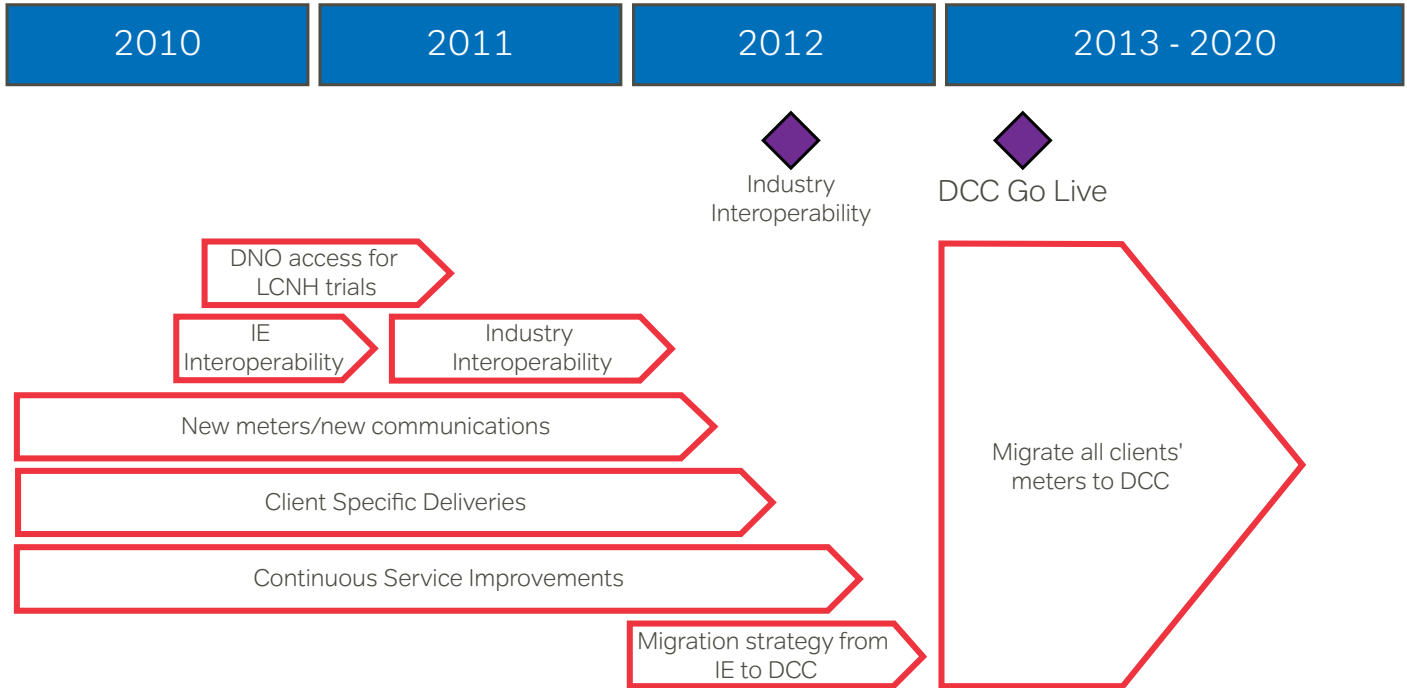 2010
2011
2012
2013 - 2020
Industry
Interoperability
DCC Go Live
DNO access for
LCNH trials
IE
Interoperability
Industry
Interoperability
New meters/new communications
Client Specific Deliveries
Continuous Service Improvements
Migration strategy from
IE to DCC
Migrate all clients'
meters to DCC